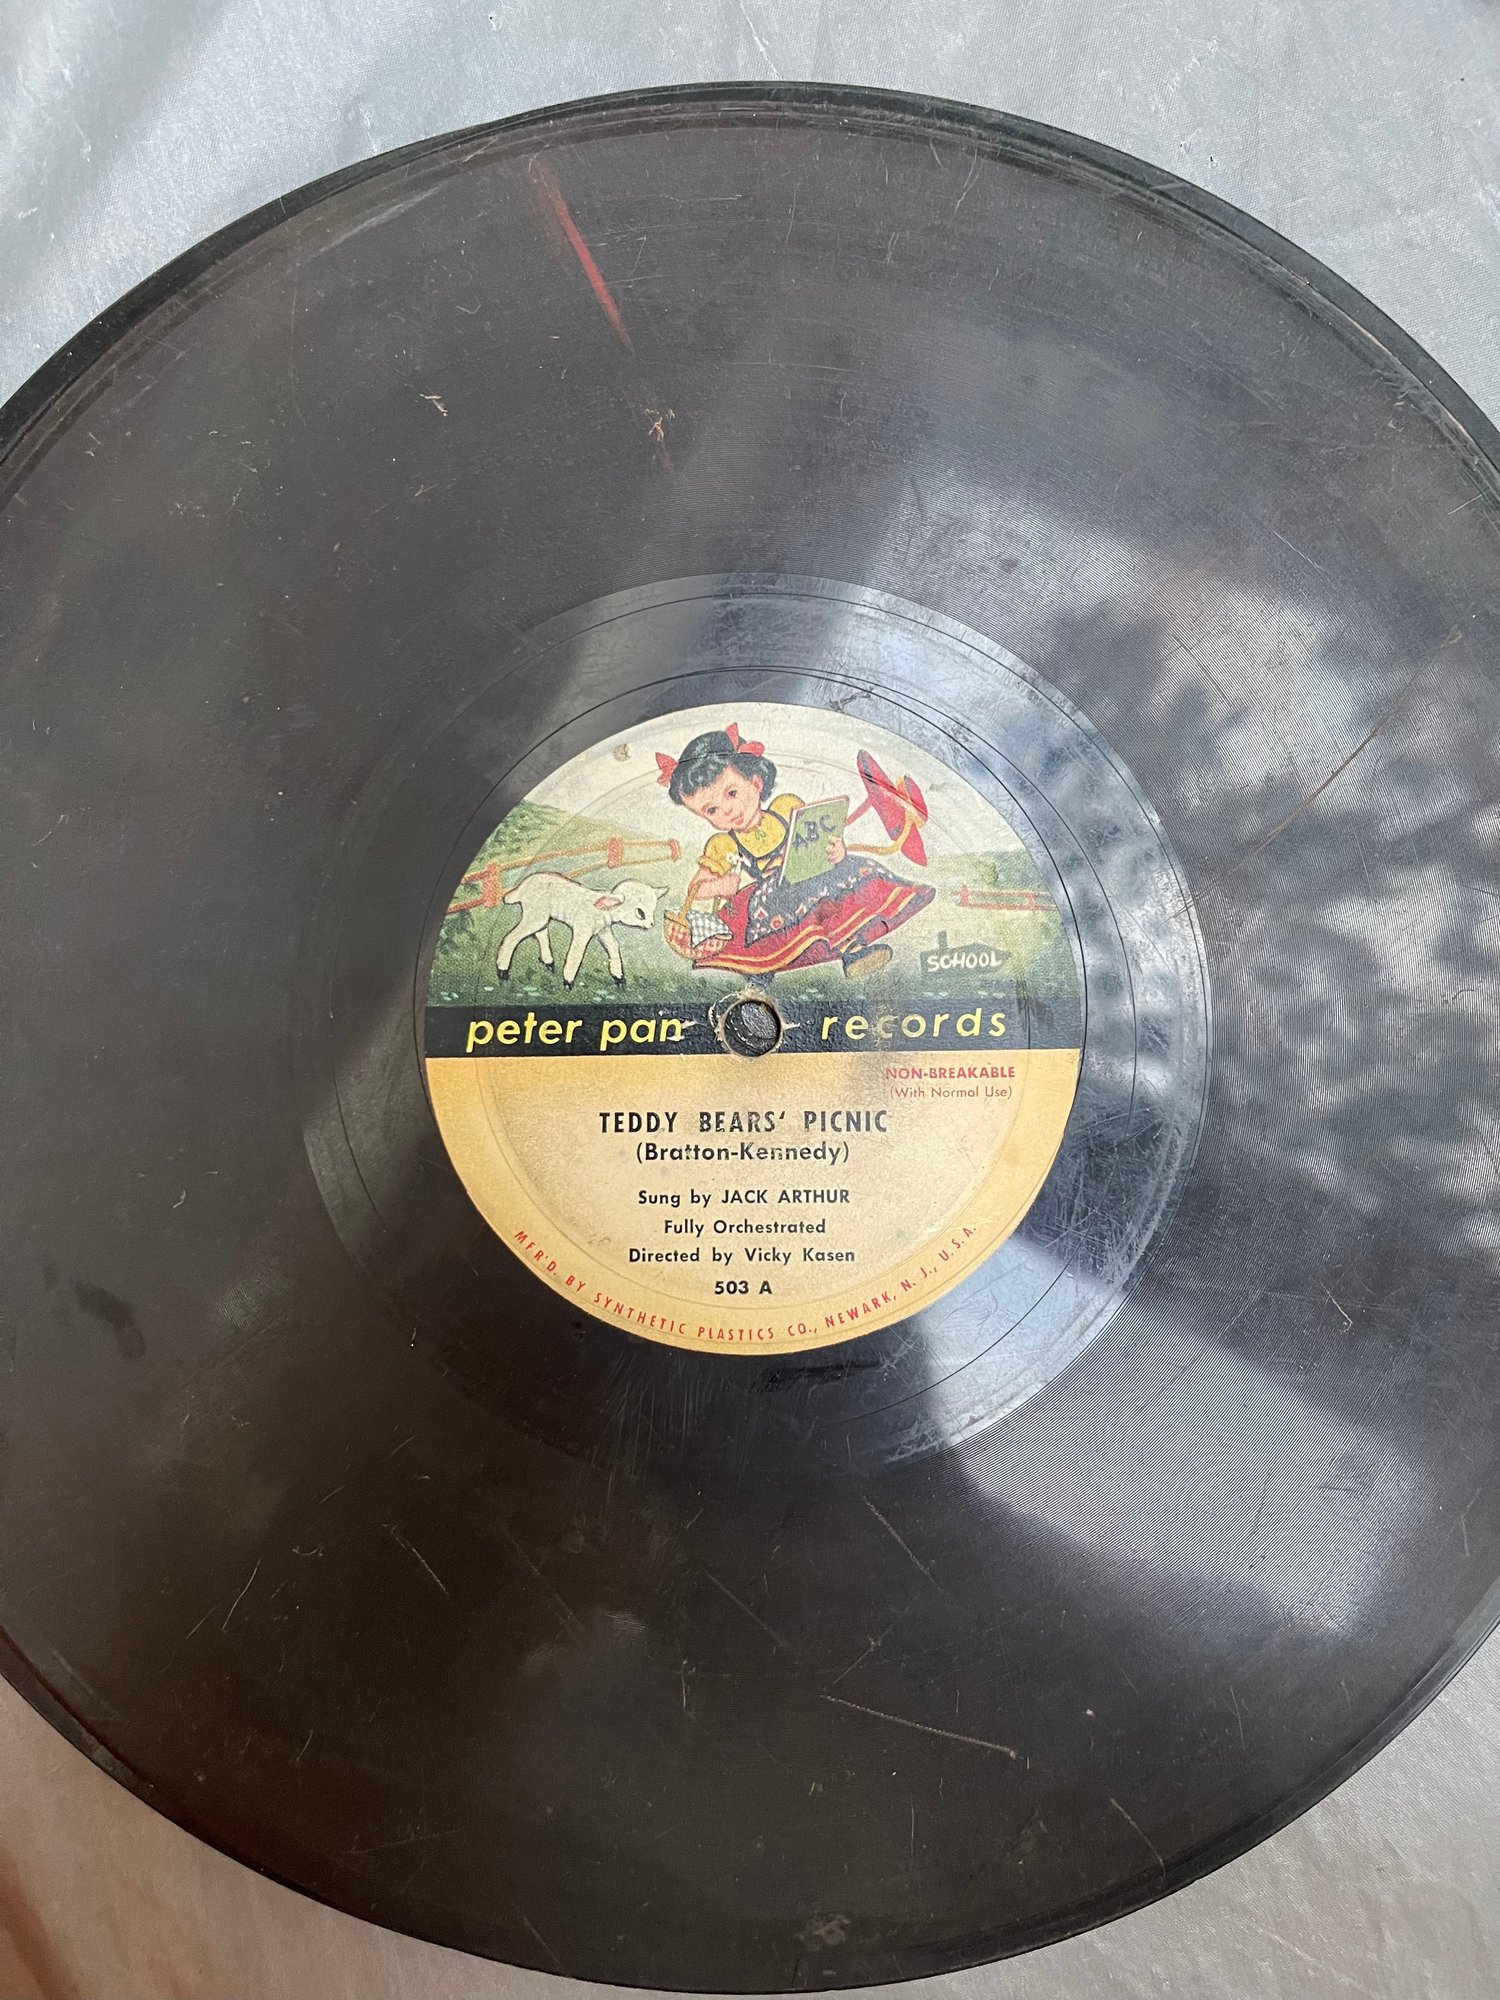 ABC
SCHOOL
peter pan records
NON-BREAKABLE
(With Normal Use)
TEDDY BEARS' PICNIC
(Bratton-Kennedy)
Sung by JACK ARTHUR
Fully Orchestrated
Directed by Vicky Kasen
503 A
MFR'D. BY SYNTHETIC PLASTICS CO., NEWARK, N. J., U. S. A.